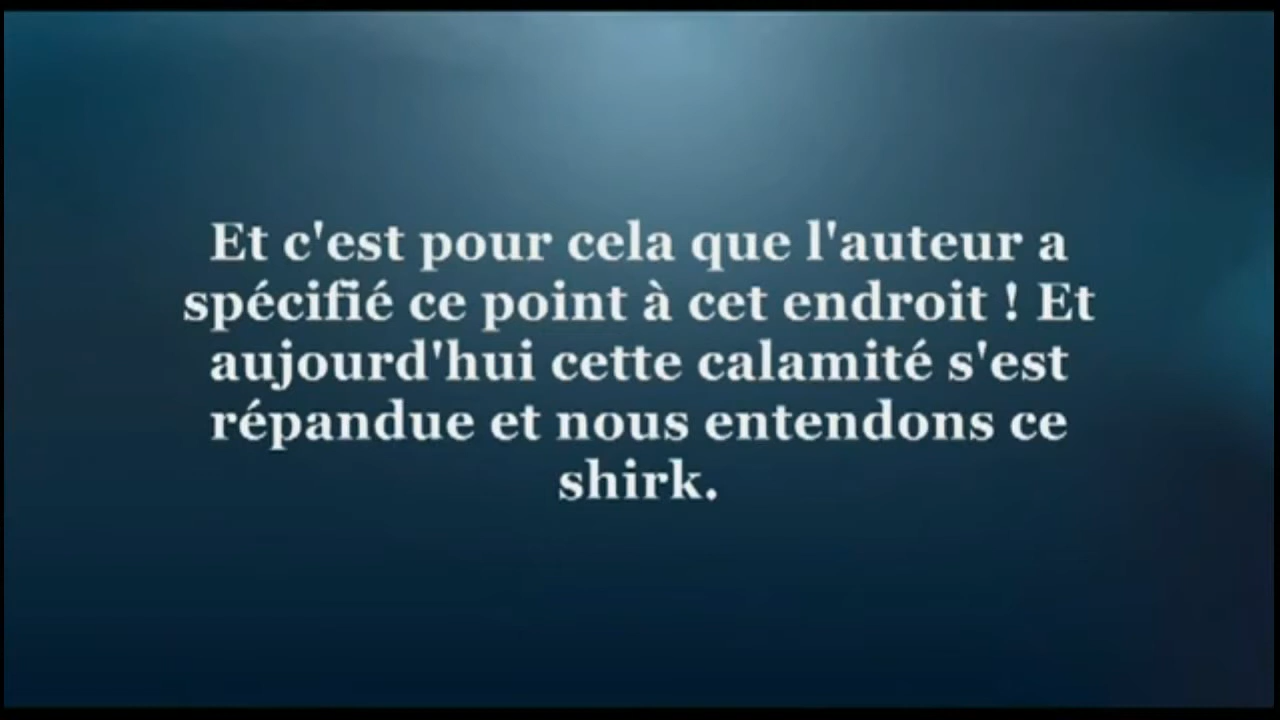 Et c'est pour cela que l'auteur a
spécifié ce point à cet endroit ! Et
aujourd'hui cette calamité s'est
répandue et nous entendons ce
shirk.